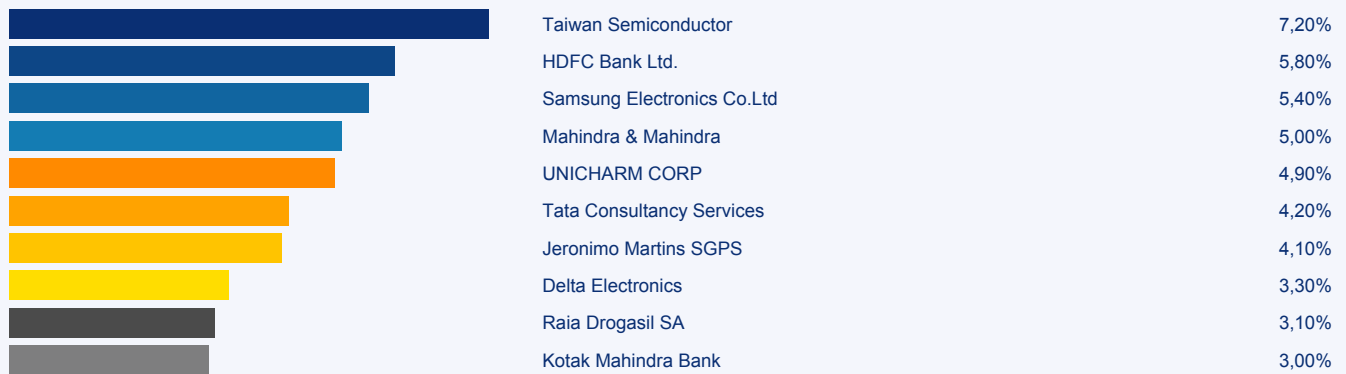 Taiwan Semiconductor 7,20%
HDFC Bank Ltd. 5,80%
Samsung Electronics Co.Ltd 5,40%
Mahindra & Mahindra 5,00%
UNICHARM CORP 4,90%
Tata Consultancy Services 4,20%
Jeronimo Martins SGPS 4,10%
Delta Electronics 3,30%
Raia Drogasil SA 3,10%
Kotak Mahindra Bank 3,00%